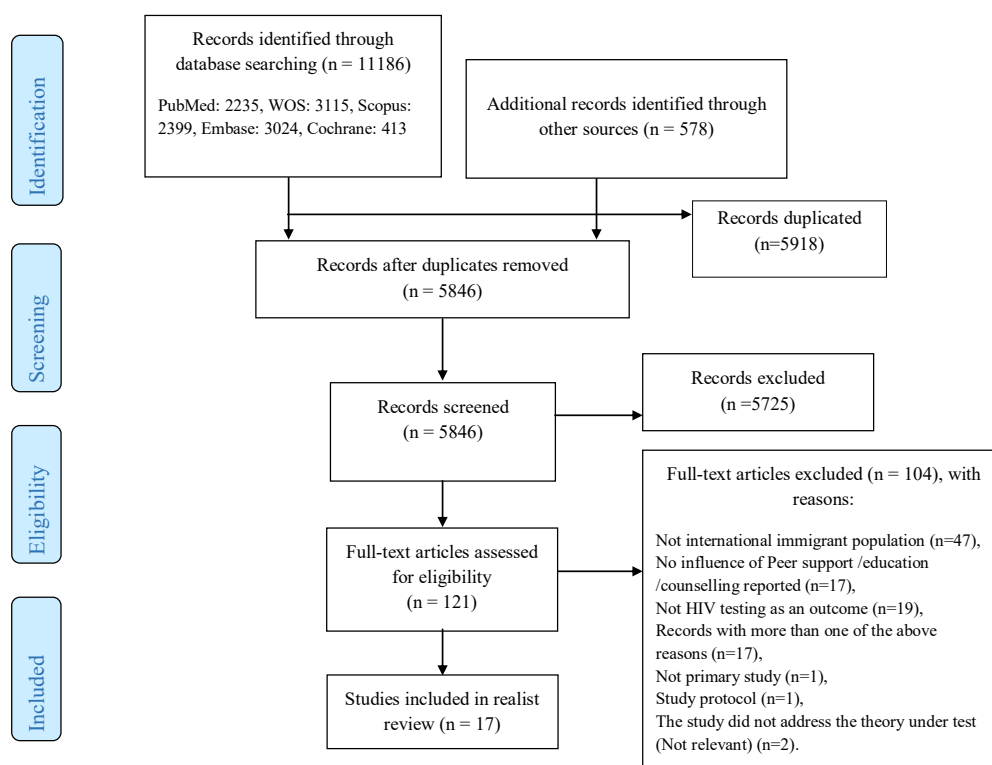 Identification
Records identified through
database searching (n = 11186)
PubMed: 2235, WOS: 3115, Scopus:
2399, Embase: 3024, Cochrane: 413
Additional records identified through
other sources (n = 578)
Records duplicated
(n=5918)
Screening
Records after duplicates removed
(n = 5846)
Records screened
(n = 5846)
Records excluded
(n =5725)
Eligibility
Full-text articles assessed
for eligibility
(n = 121)
Full-text articles excluded (n = 104), with
reasons:
Not international immigrant population (n=47),
No influence of Peer support /education
/counselling reported (n=17),
Not HIV testing as an outcome (n=19),
Records with more than one of the above
reasons (n=17),
Not primary study (n=1),
Study protocol (n=1),
The study did not address the theory under test
(Not relevant) (n=2).
Included
Studies included in realist
review (n = 17)